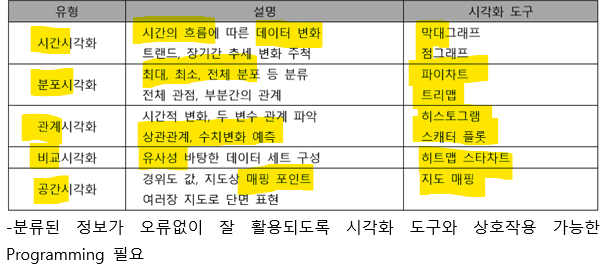 유형 설명 시각화 도구
시간시각화 시간의 흐름에 따른 데이터 변화 막대그래프
트랜드, 장기간 추세 변화 추척 점그래프
분포시각화 최대, 최소, 전체 분포 등 분류 파이차트
전체 관점, 부분간의 관계 트리맵
관계시각화 시간적 변화, 두 변수 관계 파악 히스토그램
상관관계, 수치변화 예측 스캐터 플롯
비교시각화 유사성 바탕한 데이터 세트 구성 히트맵 스타차트
공간시각화 경위도 값, 지도상 매핑 포인트 지도 매핑
여러장 지도로 단면 표현
-분류된 정보가 오류없이 잘 활용되도록 시각화 도구와 상호작용 가능한
Programming 필요